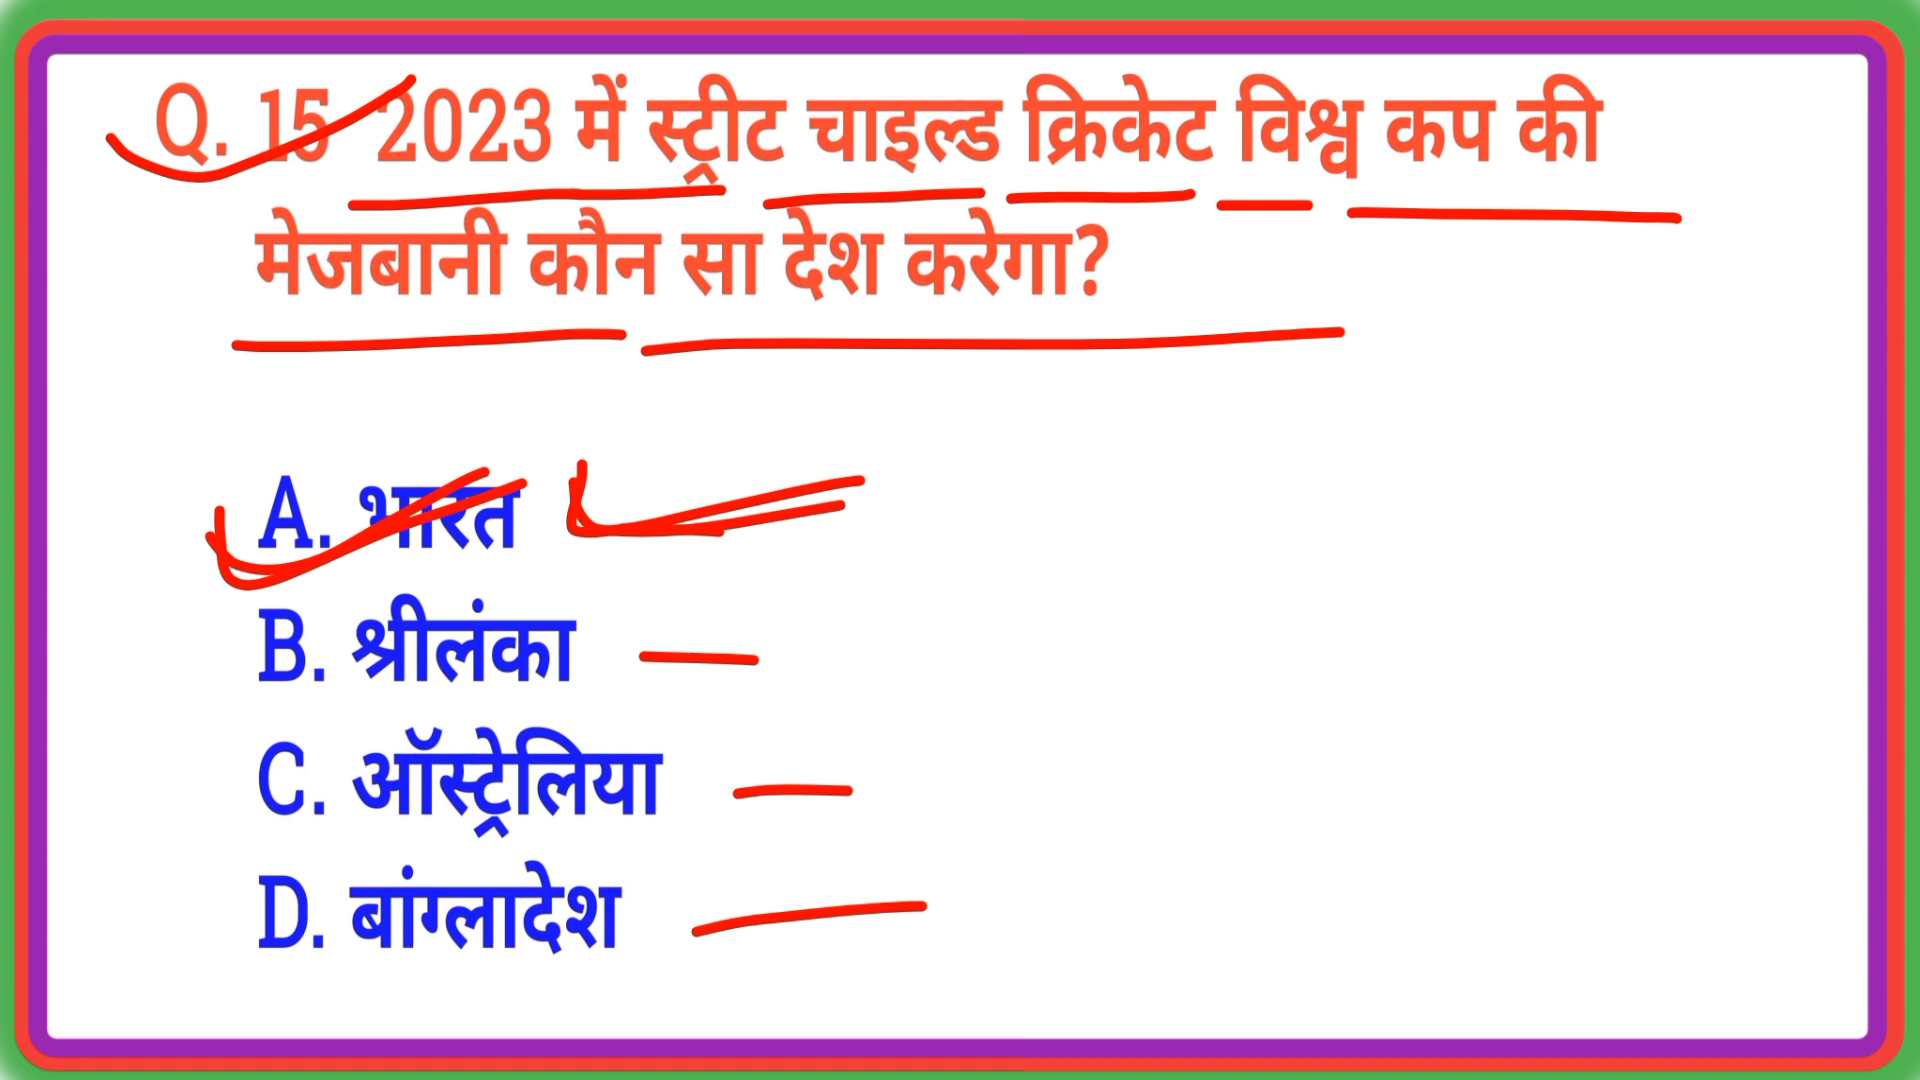 Q. 15 2023 में स्ट्रीट चाइल्ड क्रिकेट विश्व कप की
मेजबानी कौन सा देश करेगा?
A. भारत
B. श्रीलंका
C. ऑस्ट्रेलिया
D. बांग्लादेश